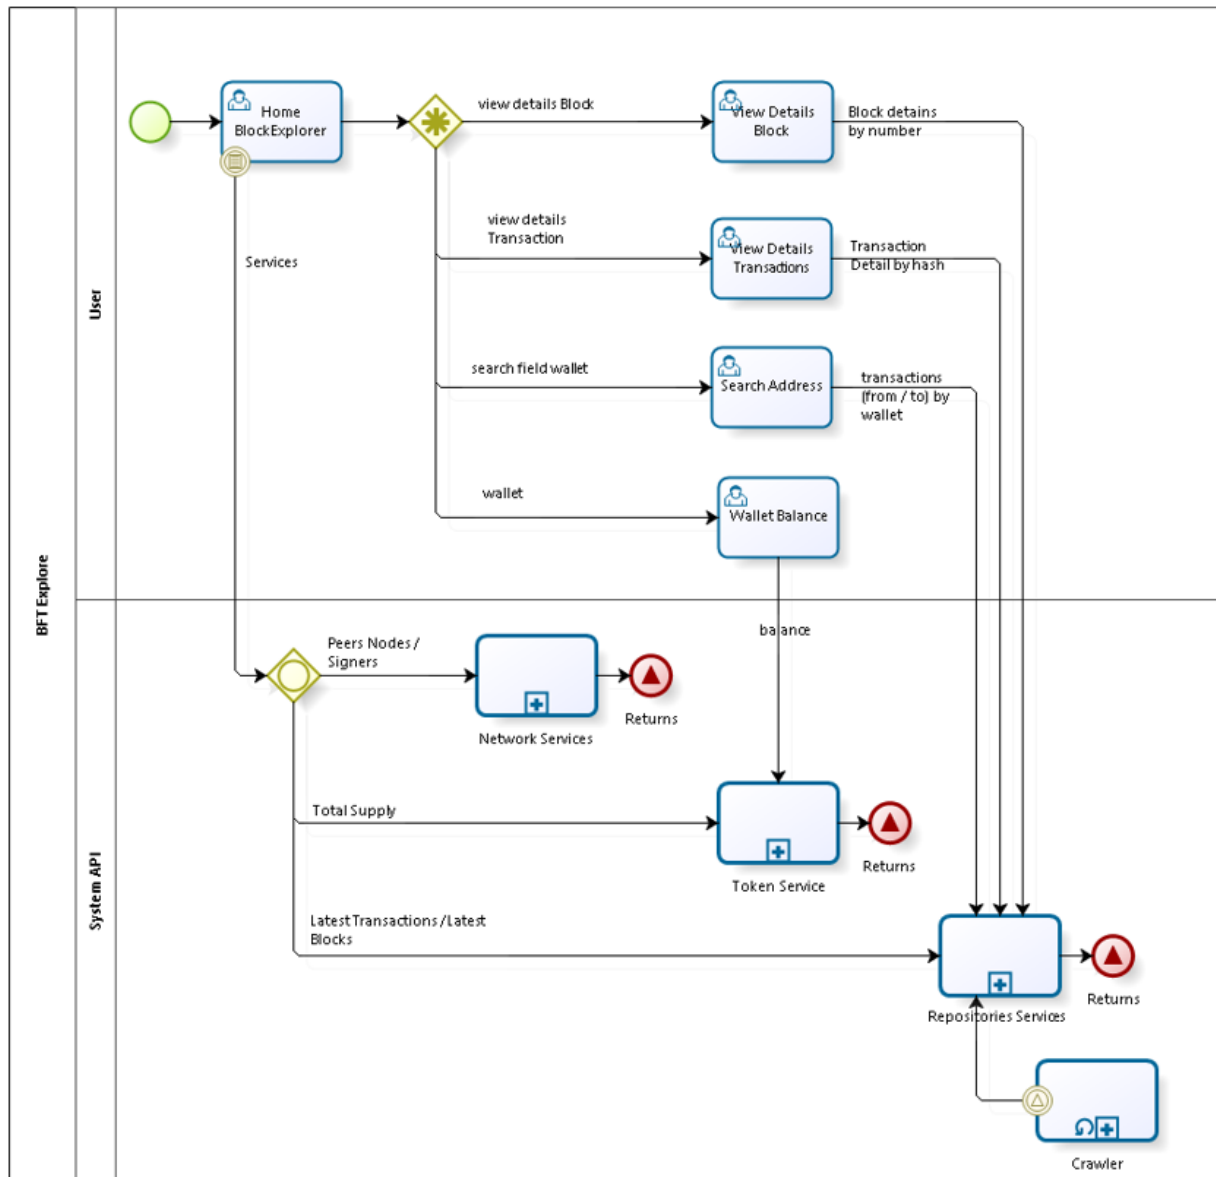 BFT Explore
User
Home
BlockExplorer
view details Block
View Details
Block
Block detains
by number
view details
Transaction
View Details
Transactions
Transaction
Detail by hash
Services
search field wallet
Search Address
transactions
(from / to) by
wallet
wallet
Wallet Balance
balance
System API
Peers Nodes /
Signers
Network Services
Returns
Total Supply
Token Service
Returns
Latest Transactions /Latest
Blocks
Repositories Services
Returns
Crawler